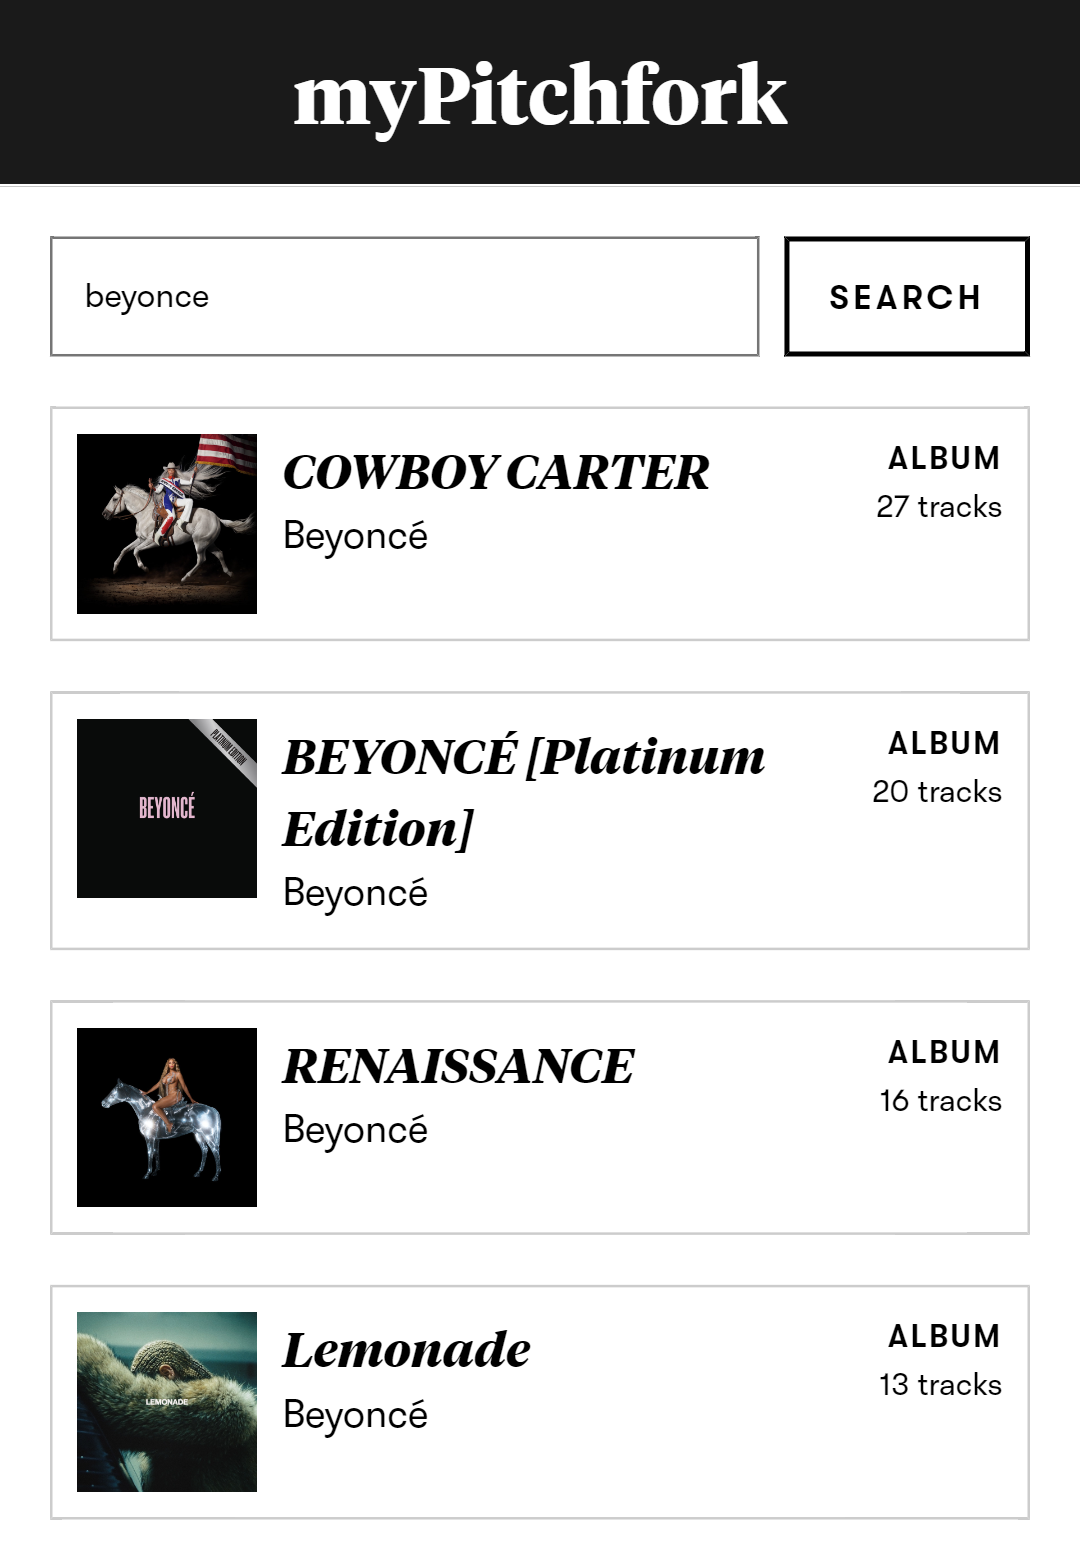 myPitchfork
beyonce
SEARCH
COWBOY CARTER
Beyoncé
ALBUM
27 tracks
PLATINUM EDITION
BEYONCÉ
BEYONCÉ [Platinum
Edition]
Beyoncé
ALBUM
20 tracks
RENAISSANCE
Beyoncé
ALBUM
16 tracks
LEMONADE
Lemonade
Beyoncé
ALBUM
13 tracks